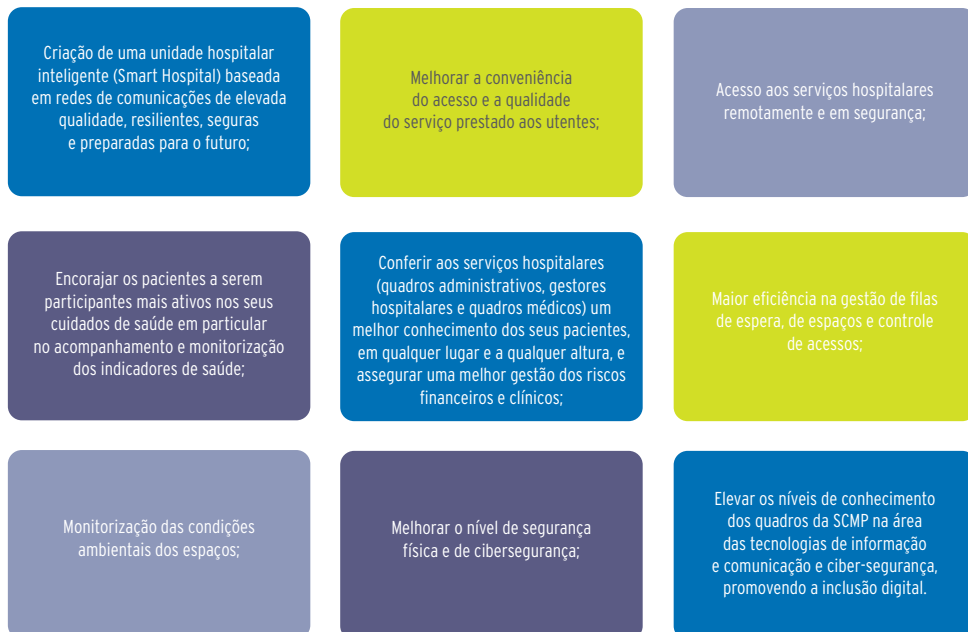 Criação de uma unidade hospitalar
inteligente (Smart Hospital) baseada
em redes de comunicações de elevada
qualidade, resilientes, seguras
e preparadas para o futuro;
Melhorar a conveniência
do acesso e a qualidade
do serviço prestado aos utentes;
Acesso aos serviços hospitalares
remotamente e em segurança;
Encorajar os pacientes a serem
participantes mais ativos nos seus
cuidados de saúde em particular
no acompanhamento e monitorização
dos indicadores de saúde;
Conferir aos serviços hospitalares
(quadros administrativos, gestores
hospitalares e quadros médicos) um
melhor conhecimento dos seus pacientes,
em qualquer lugar e a qualquer altura, e
assegurar uma melhor gestão dos riscos
financeiros e clínicos;
Maior eficiência na gestão de filas
de espera, de espaços e controle
de acessos;
Monitorização das condições
ambientais dos espaços;
Melhorar o nível de segurança
física e de cibersegurança;
Elevar os níveis de conhecimento
dos quadros da SCMP na área
das tecnologias de informação
e comunicação e ciber-segurança,
promovendo a inclusão digital.